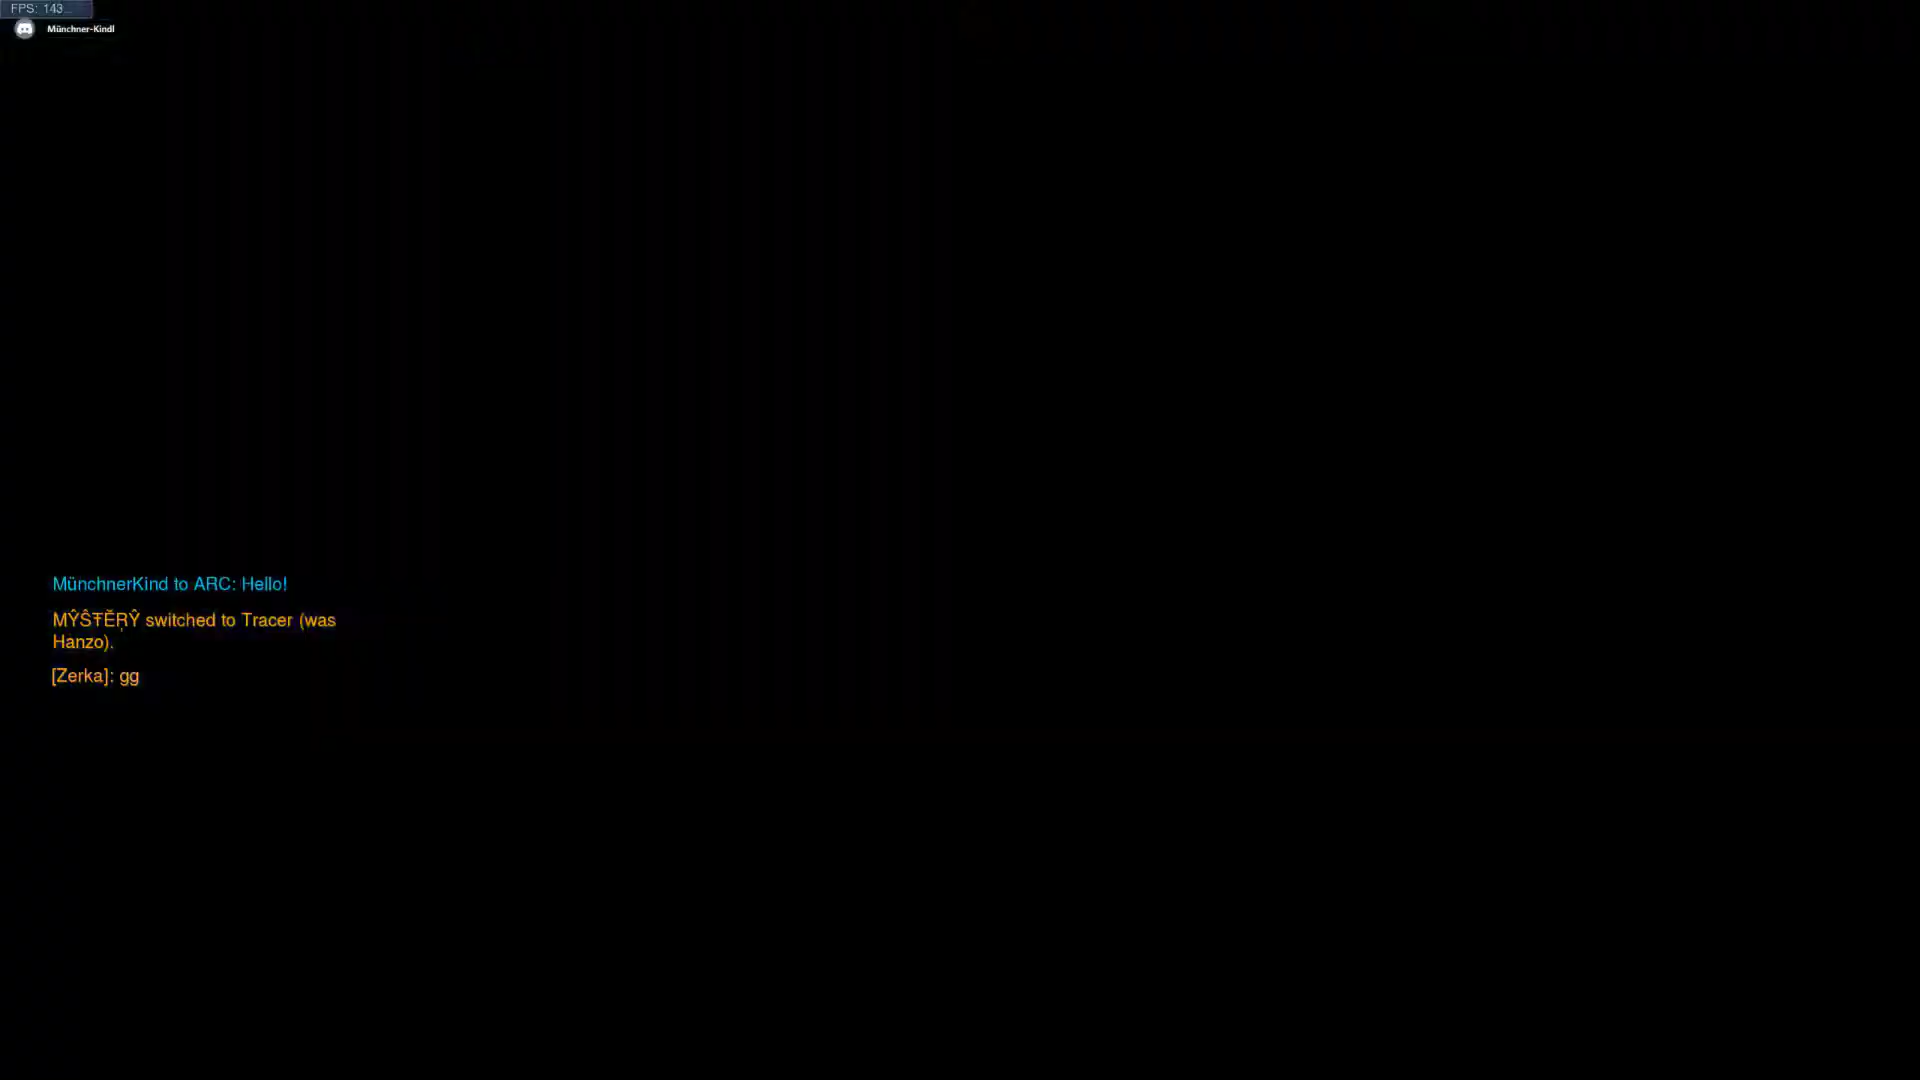 FPS: 143
Münchner-Kindl
MünchnerKind to ARC: Hello!
MŶŜŦĚŖŶ switched to Tracer (was
Hanzo).
[Zerka]: gg